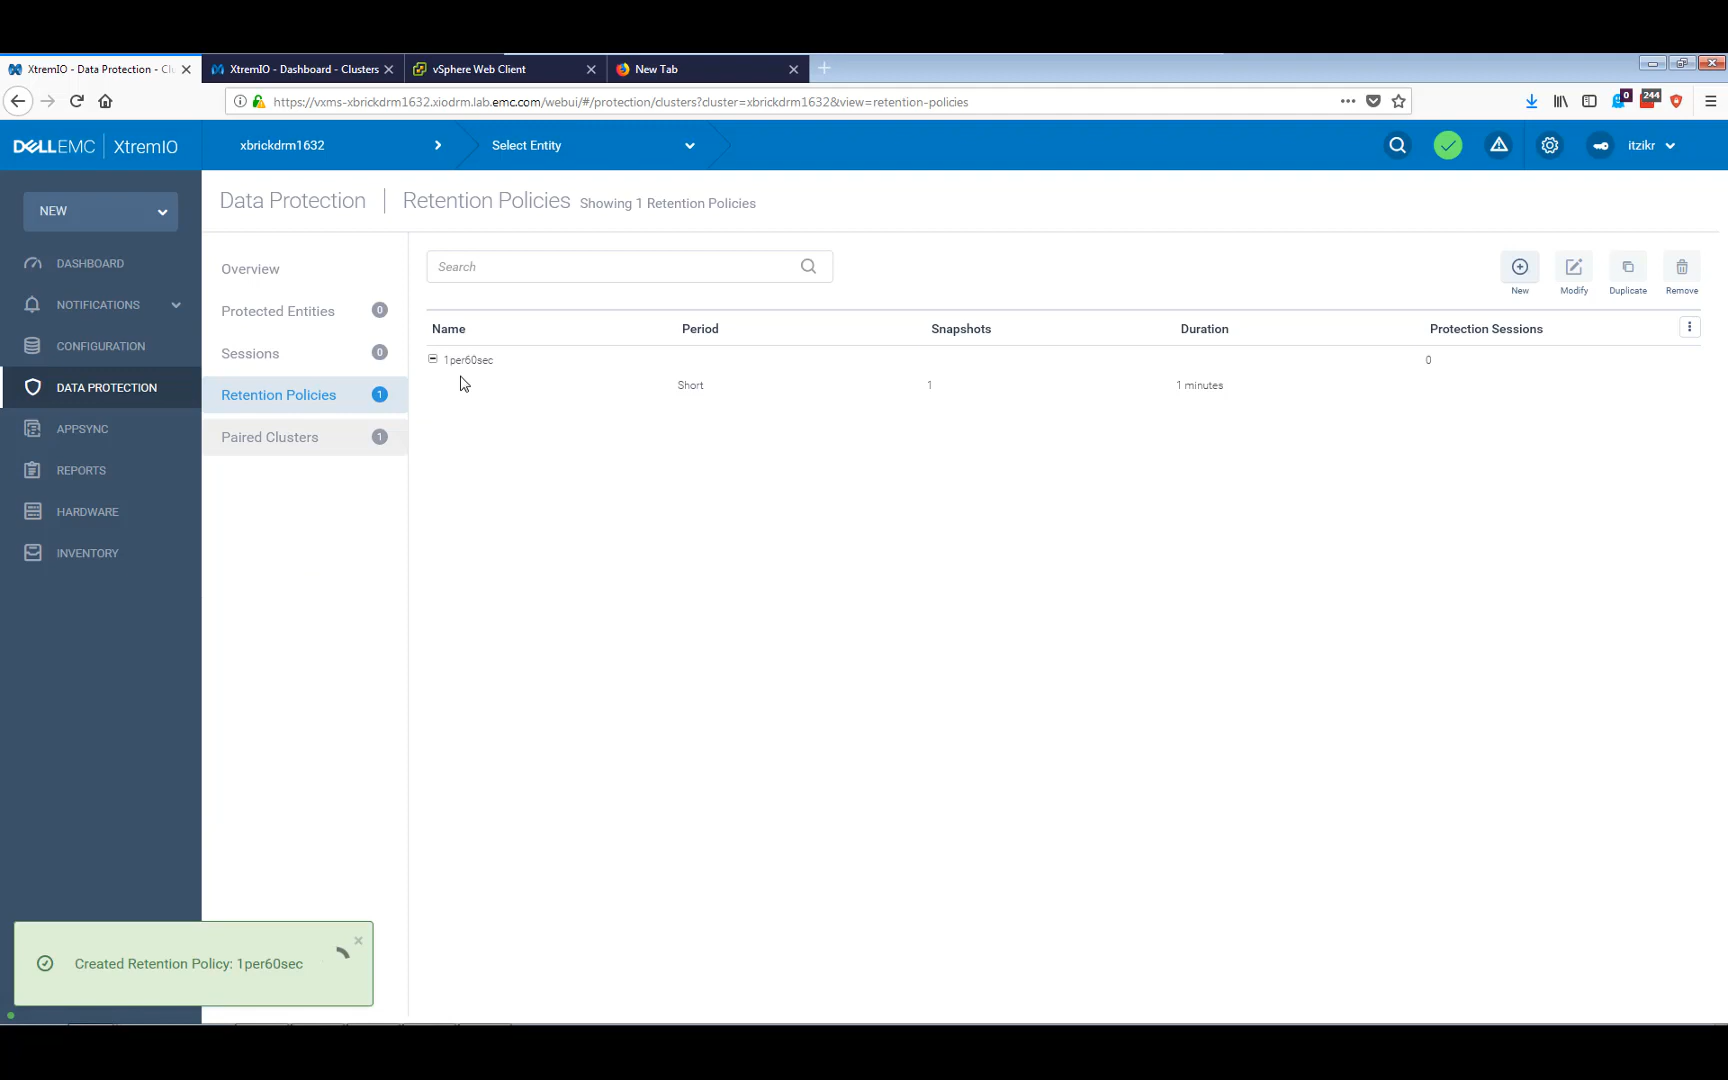 XtremIO - Data Protection - Cl
XtremIO - Dashboard - Clusters
vSphere Web Client
New Tab
https://vxms-xbrickdrm1632.xiodrm.lab.emc.com/webui/#/protection/clusters?cluster=xbrickdrm1632&view=retention-policies
0
244
DELLEMC XtremIO
xbrickdrm1632
Select Entity
itzikr
NEW
DASHBOARD
NOTIFICATIONS
CONFIGURATION
DATA PROTECTION
APPSYNC
REPORTS
HARDWARE
INVENTORY
Data Protection Retention Policies Showing 1 Retention Policies
Overview
Protected Entities 0
Sessions 0
Retention Policies 1
Paired Clusters 1
Search
New Modify Duplicate Remove
Name Period Snapshots Duration Protection Sessions
1per60sec 0
Short 1 1 minutes
Created Retention Policy: 1per60sec